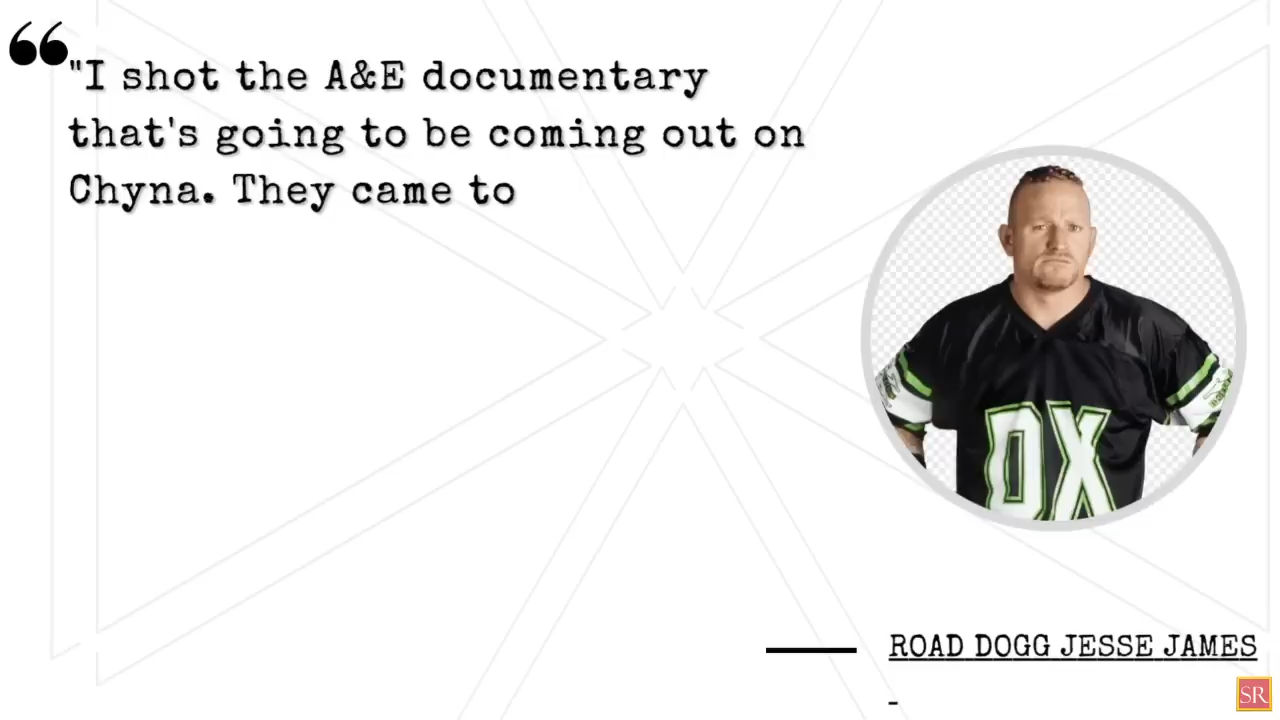 "I shot the A&E documentary
that's going to be coming out on
Chyna. They came to
DX
ROAD DOGG JESSE JAMES
-
SR